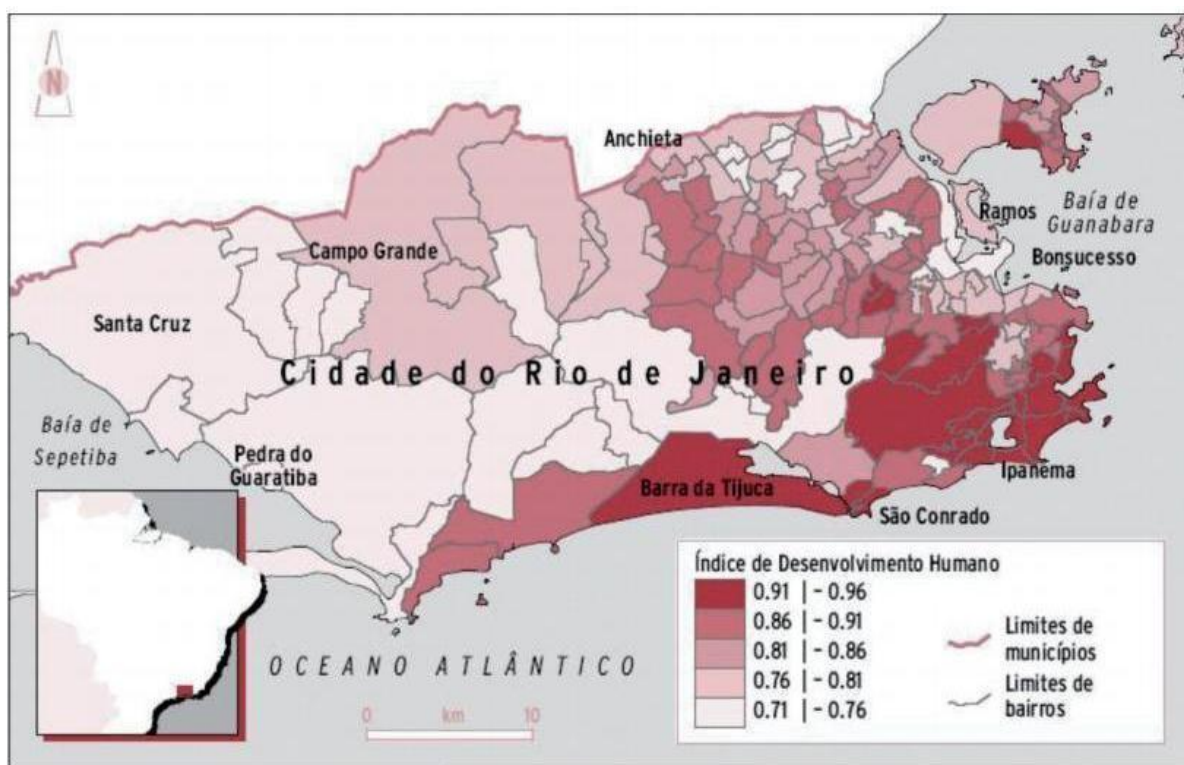 N
Anchieta
Baía de
Guanabara
Ramos
Campo Grande
Bonsucesso
Santa Cruz
Cidade do Rio de Janeiro
Baía de
Sepetiba
Pedra do
Guaratiba
Ipanema
Barra da Tijuca
São Conrado
OCEANO ATLÂNTICO
0 km 10
Índice de Desenvolvimento Humano
0.91 |- 0.96
0.86 |- 0.91
0.81 |- 0.86
0.76 |- 0.81
0.71 |- 0.76
Limites de
municípios
Limites de
bairros